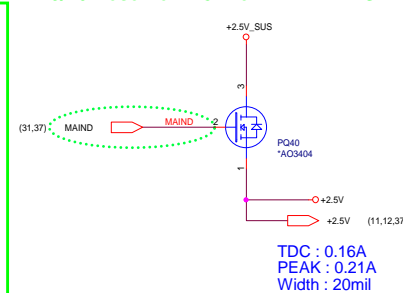 +2.5V_SUS
3
(31,37) MAIND MAIND 2
PQ40
*AO3404
1
+2.5V
+2.5V (11,12,37
TDC : 0.16A
PEAK : 0.21A
Width : 20mil